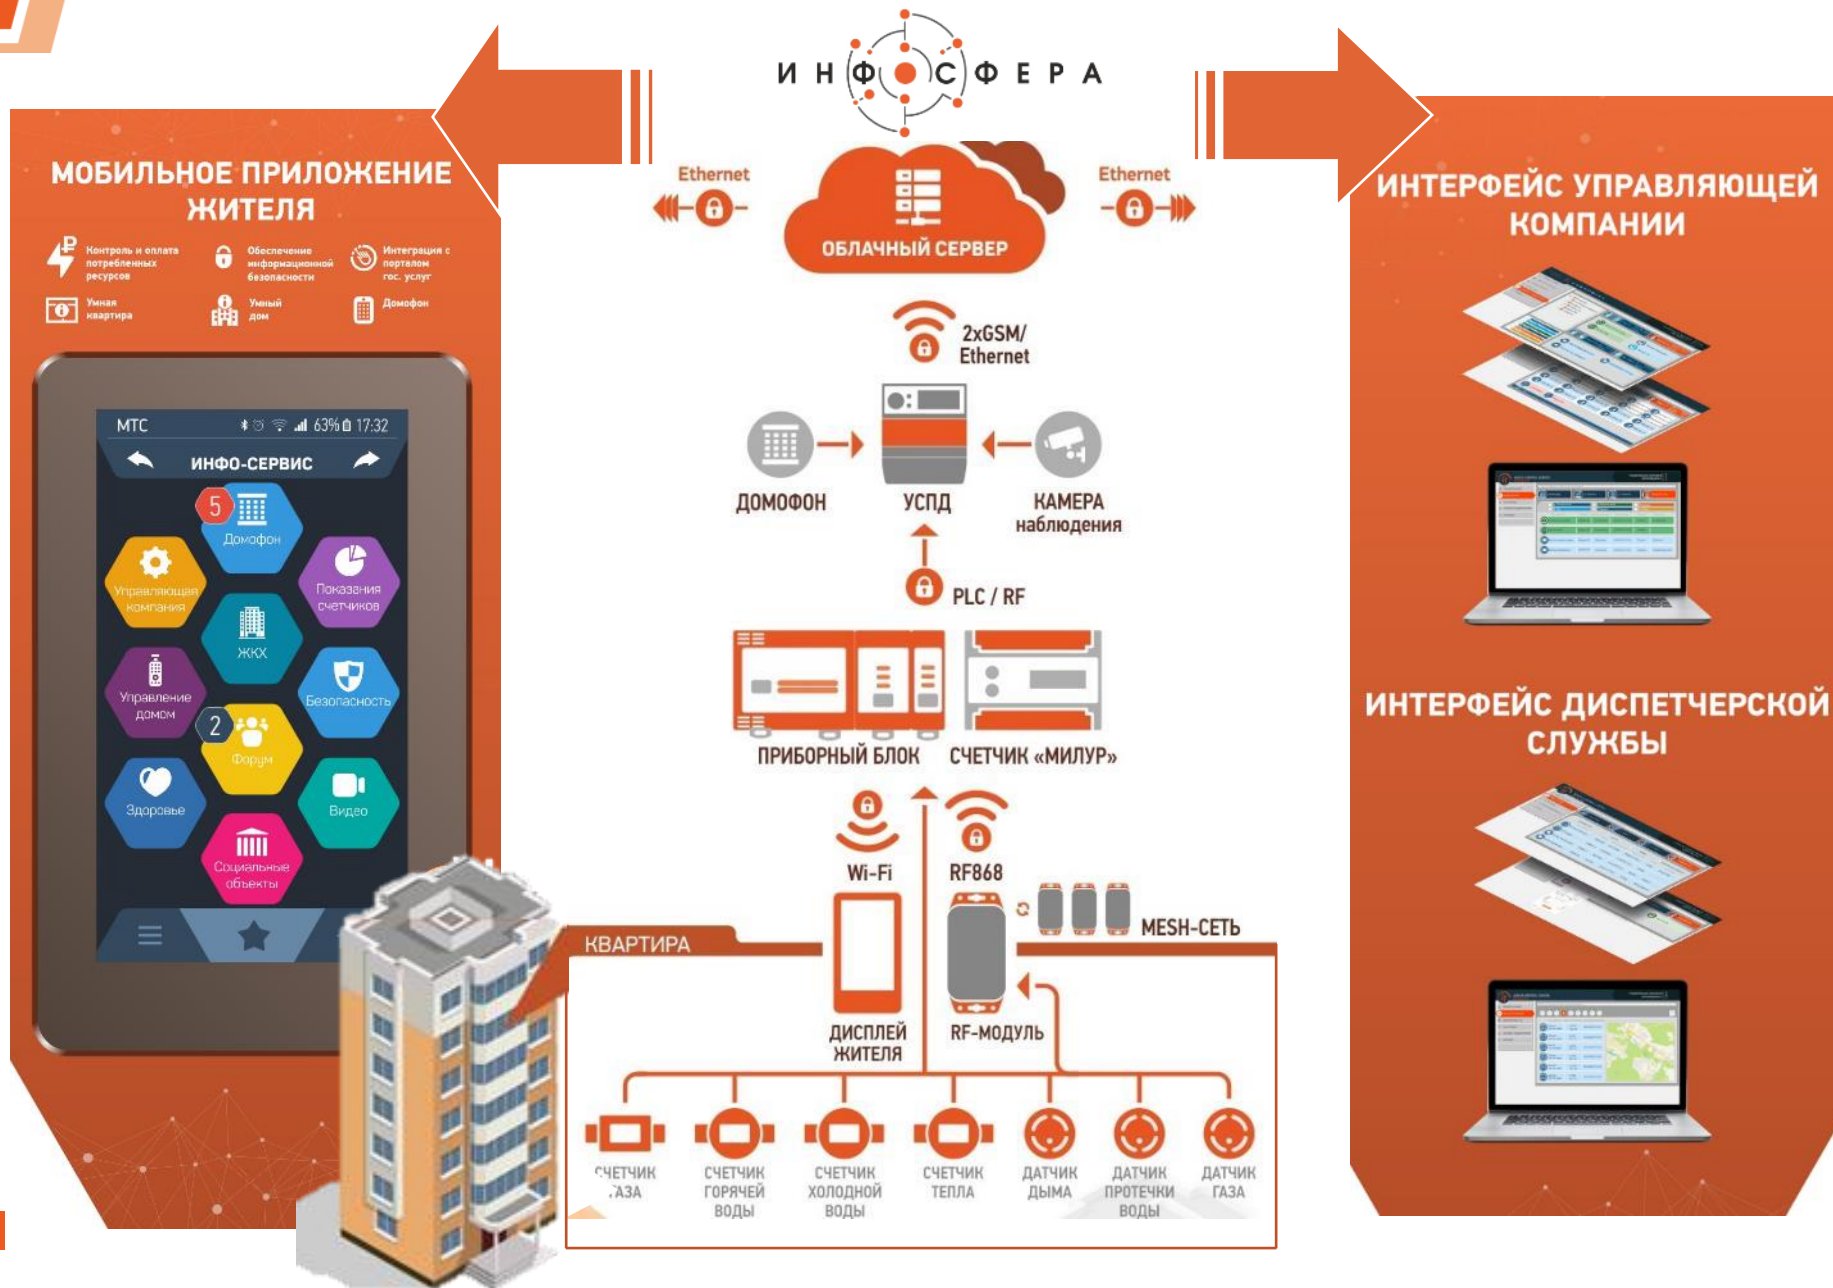 ИНФОСФЕРА
МОБИЛЬНОЕ ПРИЛОЖЕНИЕ
ЖИТЕЛЯ
Контроль и оплата
потребленных
ресурсов
Обеспечение
информационной
безопасности
Интеграция с
порталом
гос. услуг
Умная
квартира
Умный
дом
Домофон
МТС
63% 17:32
ИНФО-СЕРВИС
5
Домофон
Управляющая
компания
Показания
счетчиков
ЖКХ
Управление
домом
Безопасность
2
Форум
Здоровье
Видео
Социальные
объекты
Ethernet
Ethernet
ОБЛАЧНЫЙ СЕРВЕР
2xGSM/
Ethernet
ДОМОФОН
УСПД
КАМЕРА
наблюдения
PLC / RF
ПРИБОРНЫЙ БЛОК
СЧЕТЧИК «МИЛУР»
Wi-Fi
RF868
MESH-СЕТЬ
КВАРТИРА
ДИСПЛЕЙ
ЖИТЕЛЯ
RF-МОДУЛЬ
СЧЕТЧИК
ГАЗА
СЧЕТЧИК
ГОРЯЧЕЙ
ВОДЫ
СЧЕТЧИК
ХОЛОДНОЙ
ВОДЫ
СЧЕТЧИК
ТЕПЛА
ДАТЧИК
ДЫМА
ДАТЧИК
ПРОТЕЧКИ
ВОДЫ
ДАТЧИК
ГАЗА
ИНТЕРФЕЙС УПРАВЛЯЮЩЕЙ
КОМПАНИИ
ИНТЕРФЕЙС ДИСПЕТЧЕРСКОЙ
СЛУЖБЫ